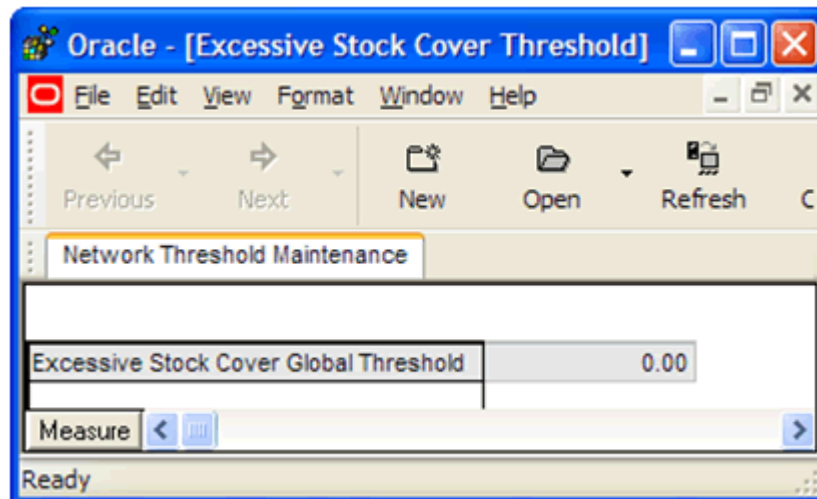 Oracle - [Excessive Stock Cover Threshold]
File Edit View Format Window Help
Previous Next New Open Refresh C
Network Threshold Maintenance
Excessive Stock Cover Global Threshold 0.00
Measure
Ready